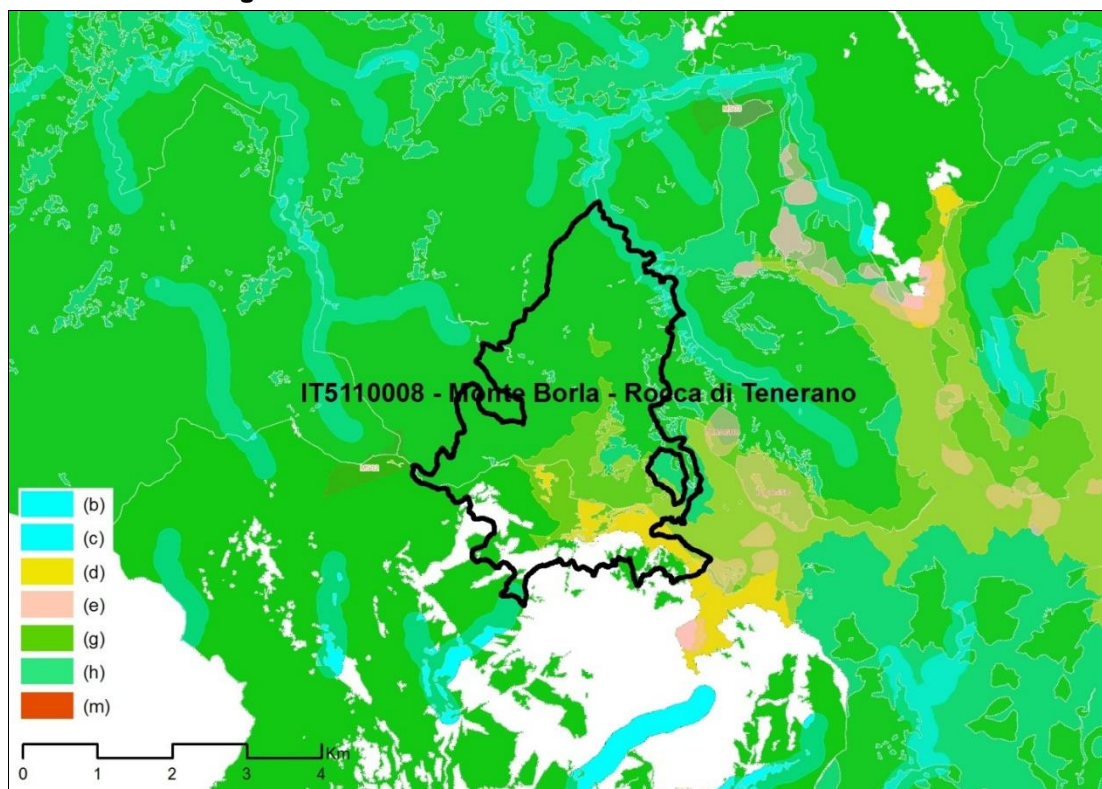 IT5110008 - Monte Borla - Rocca di Tenerano
(b)
(c)
(d)
(e)
(g)
(h)
(m)
Km
0 1 2 3 4